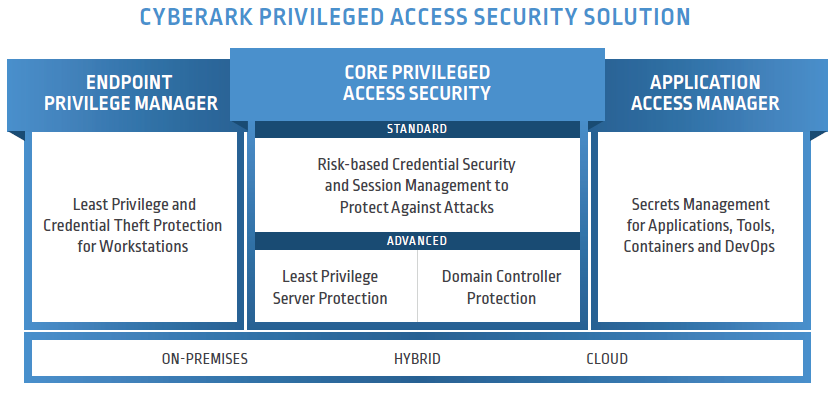 CYBERARK PRIVILEGED ACCESS SECURITY SOLUTION
ENDPOINT
PRIVILEGE MANAGER
CORE PRIVILEGED
ACCESS SECURITY
APPLICATION
ACCESS MANAGER
Least Privilege and
Credential Theft Protection
for Workstations
STANDARD
Risk-based Credential Security
and Session Management to
Protect Against Attacks
ADVANCED
Least Privilege
Server Protection
Domain Controller
Protection
Secrets Management
for Applications, Tools,
Containers and DevOps
ON-PREMISES
HYBRID
CLOUD